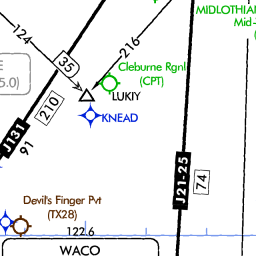 MIDLOTHIAN
Mid-
124
216
35
Cleburne Rgnl
(CPT)
E
5.0)
LUKIY
210
KNEAD
J131
91
J21-25
74
Devil's Finger Pvt
(TX28)
122.6
WACO